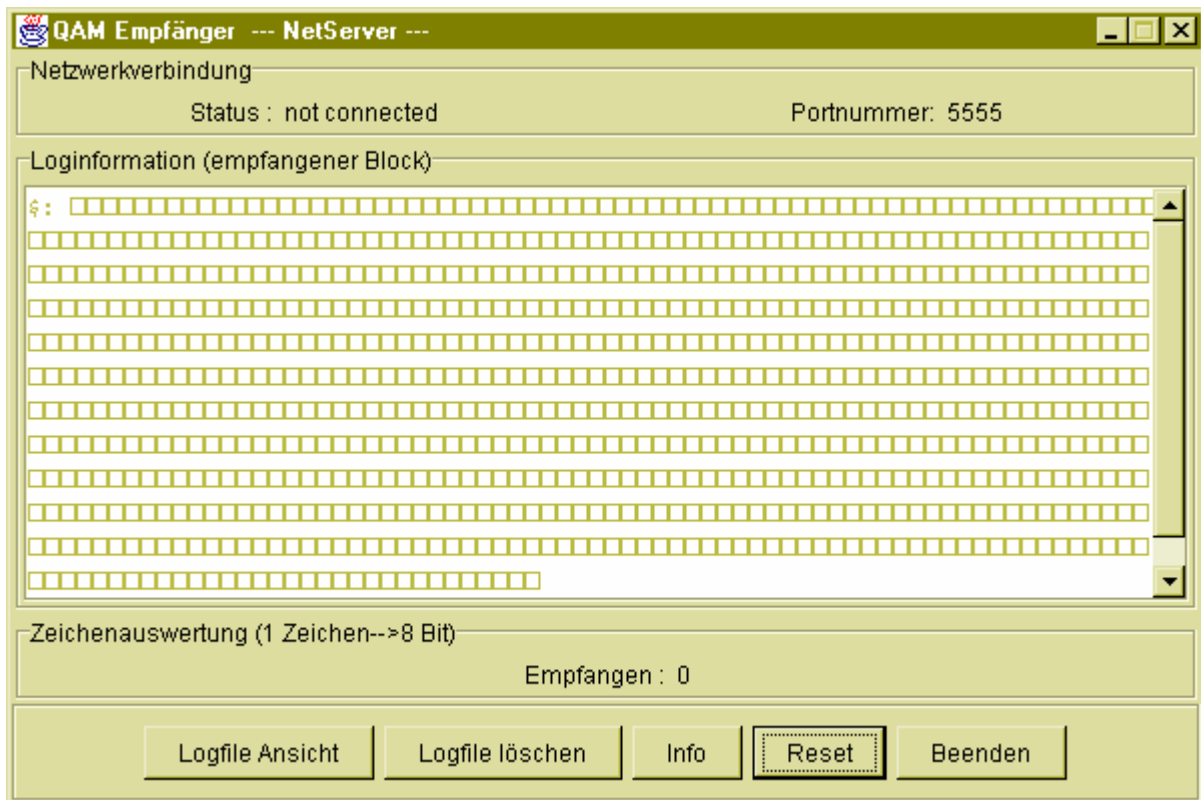 QAM Empfänger --- NetServer ---
Netzwerkverbindung
Status : not connected
Portnummer: 5555
Loginformation (empfangener Block)
$:
Zeichenauswertung (1 Zeichen-->8 Bit)
Empfangen : 0
Logfile Ansicht
Logfile löschen
Info
Reset
Beenden